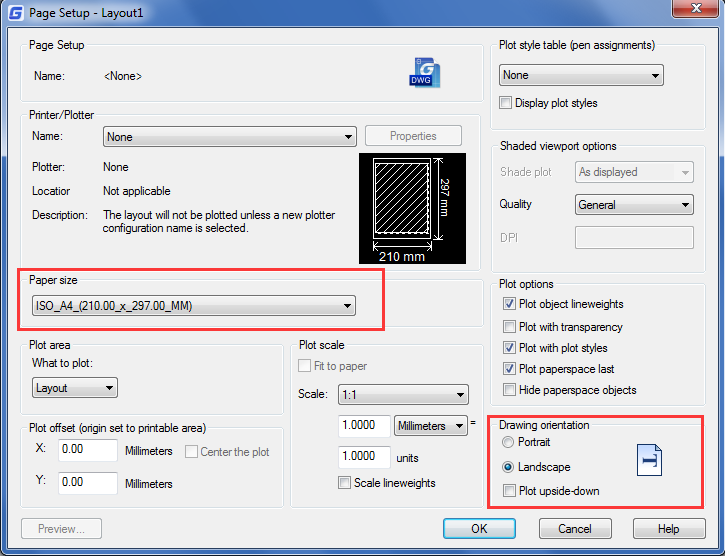 Page Setup - Layout1
Page Setup
Name: <None>
DWG
Printer/Plotter
Name: None Properties
Plotter: None
Locatior Not applicable
Description: The layout will not be plotted unless a new plotter
configuration name is selected.
297 mm
210 mm
Paper size
ISO_A4_(210.00_x_297.00_MM)
Plot area
What to plot:
Layout
Plot offset (origin set to printable area)
X: 0.00 Millimeters Center the plot
Y: 0.00 Millimeters
Plot scale
Fit to paper
Scale: 1:1
1.0000 Millimeters =
1.0000 units
Scale lineweights
Plot style table (pen assignments)
None
Display plot styles
Shaded viewport options
Shade plot As displayed
Quality General
DPI
Plot options
Plot object lineweights
Plot with transparency
Plot with plot styles
Plot paperspace last
Hide paperspace objects
Drawing orientation
Portrait
Landscape
Plot upside-down
Preview... OK Cancel Help